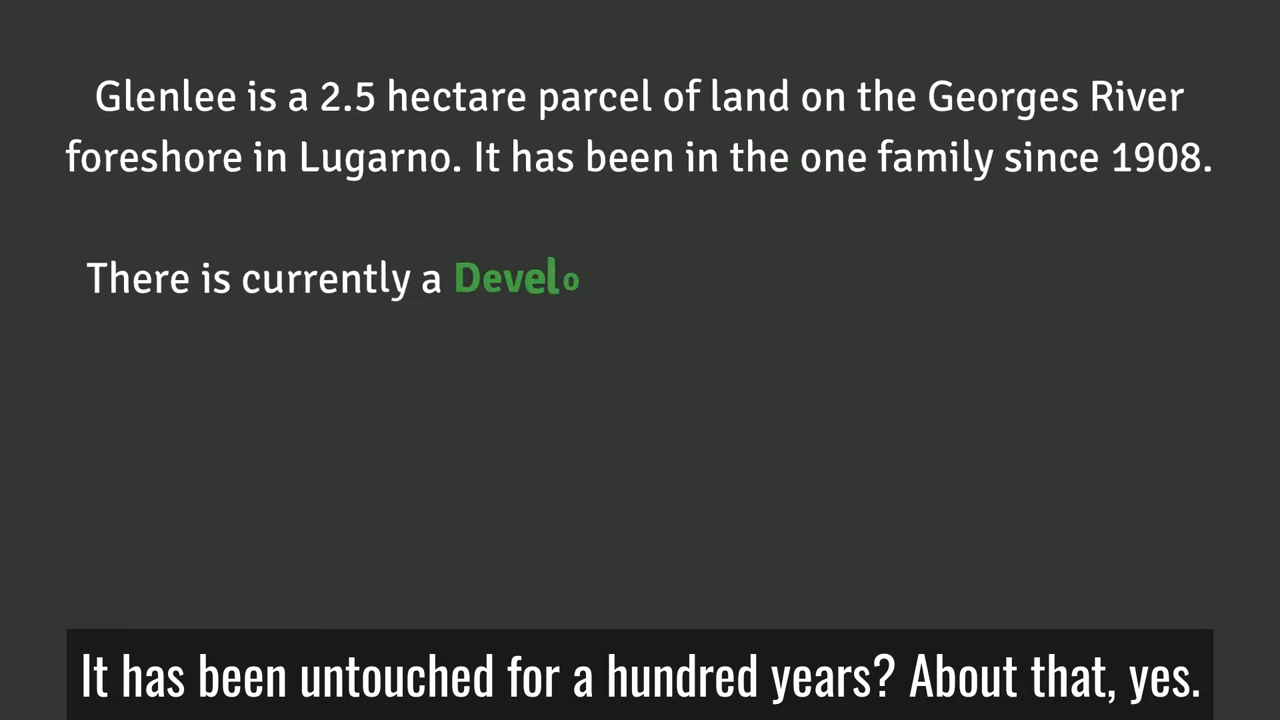 Glenlee is a 2.5 hectare parcel of land on the Georges River
foreshore in Lugarno. It has been in the one family since 1908.
There is currently a Develo
It has been untouched for a hundred years? About that, yes.